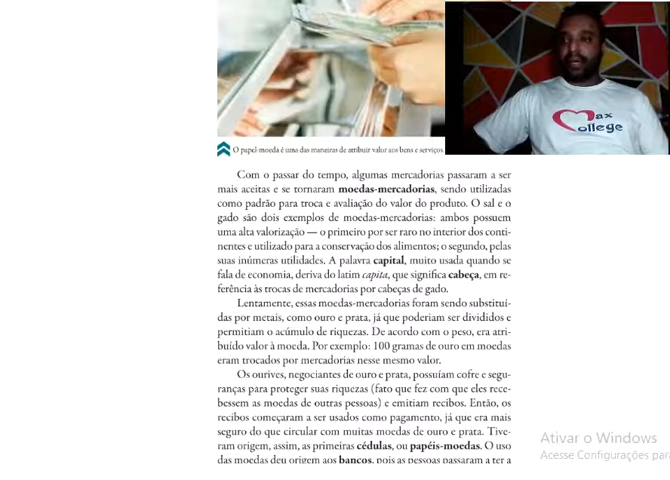 ax
ollege
O papel-moeda é uma das maneiras de atribuir valor aos bens e serviços.
Com o passar do tempo, algumas mercadorias passaram a ser
mais aceitas e se tornaram moedas-mercadorias, sendo utilizadas
como padrão para troca e avaliação do valor do produto. O sal e o
gado são dois exemplos de moedas-mercadorias: ambos possuem
uma alta valorização — o primeiro por ser raro no interior dos conti-
nentes e utilizado para a conservação dos alimentos; o segundo, pelas
suas inúmeras utilidades. A palavra capital, muito usada quando se
fala de economia, deriva do latim capita, que significa cabeça, em re-
ferência às trocas de mercadorias por cabeças de gado.
Lentamente, essas moedas-mercadorias foram sendo substituí-
das por metais, como ouro e prata, já que poderiam ser divididos e
permitiam o acúmulo de riquezas. De acordo com o peso, era atri-
buído valor à moeda. Por exemplo: 100 gramas de ouro em moedas
eram trocados por mercadorias nesse mesmo valor.
Os ourives, negociantes de ouro e prata, possuíam cofre e segu-
ranças para proteger suas riquezas (fato que fez com que eles rece-
bessem as moedas de outras pessoas) e emitiam recibos. Então, os
recibos começaram a ser usados como pagamento, já que era mais
seguro do que circular com muitas moedas de ouro e prata. Tive-
ram origem, assim, as primeiras cédulas, ou papéis-moedas. O uso
das moedas deu origem aos bancos, pois as pessoas passaram a ter a
Ativar o Windows
Acesse Configurações para